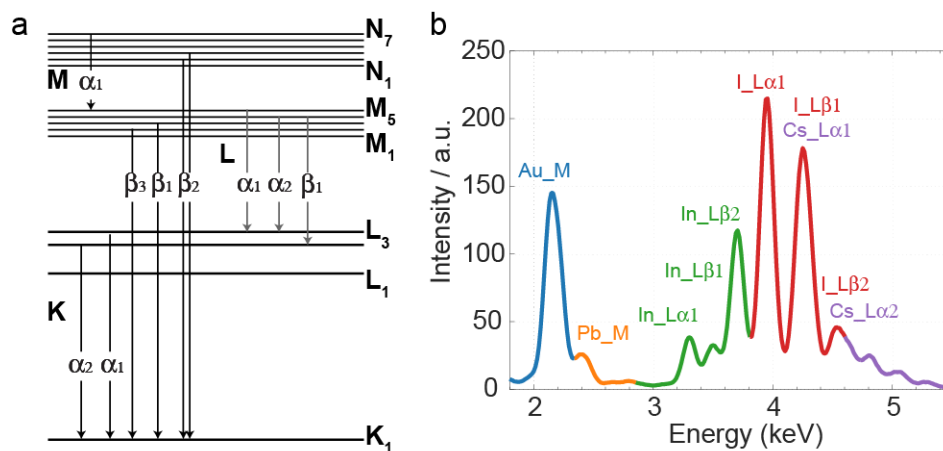 a
N7
N1
M
α1
M5
M1
L
β3
β1
β2
α1
α2
β1
L3
L1
K
α2
α1
K1
b
250
200
150
100
50
0
Intensity / a.u.
I_Lα1
I_Lβ1
Cs_Lα1
Au_M
In_Lβ2
In_Lβ1
I_Lβ2
In_Lα1
Cs_Lα2
Pb_M
2
3
4
5
Energy (keV)